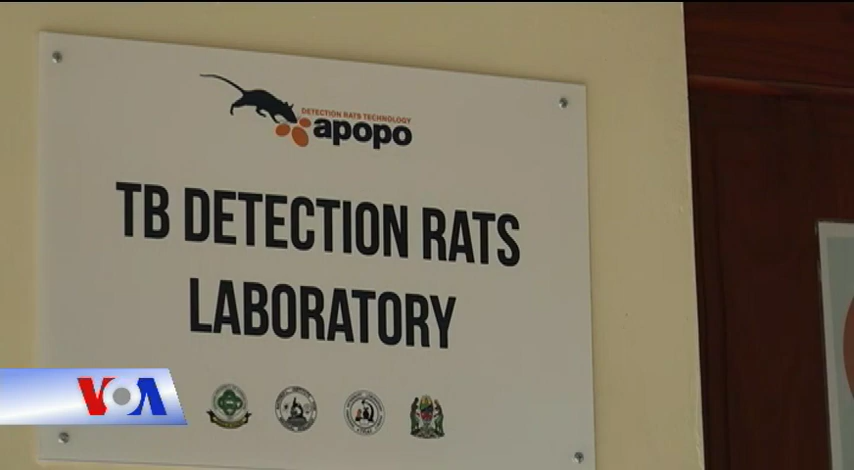 DETECTION RATS TECHNOLOGY
apopo
TB DETECTION RATS
LABORATORY
VOA